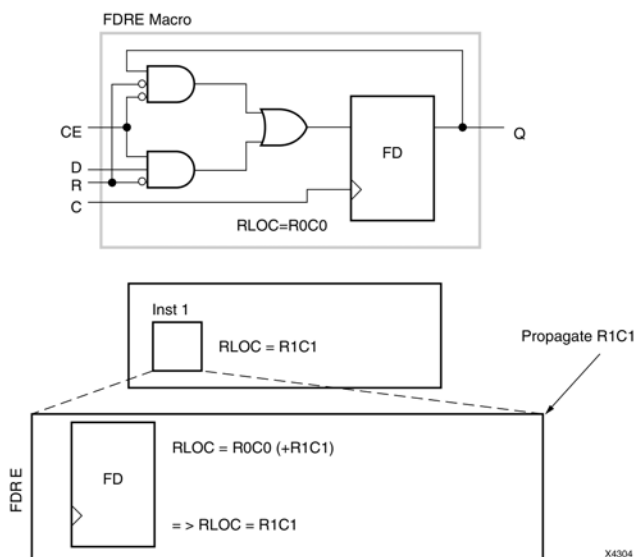 FDRE Macro
CE
D
R
C
FD
Q
RLOC=R0C0
Inst 1
RLOC = R1C1
Propagate R1C1
FDR E
FD
RLOC = R0C0 (+R1C1)
= > RLOC = R1C1
X4304